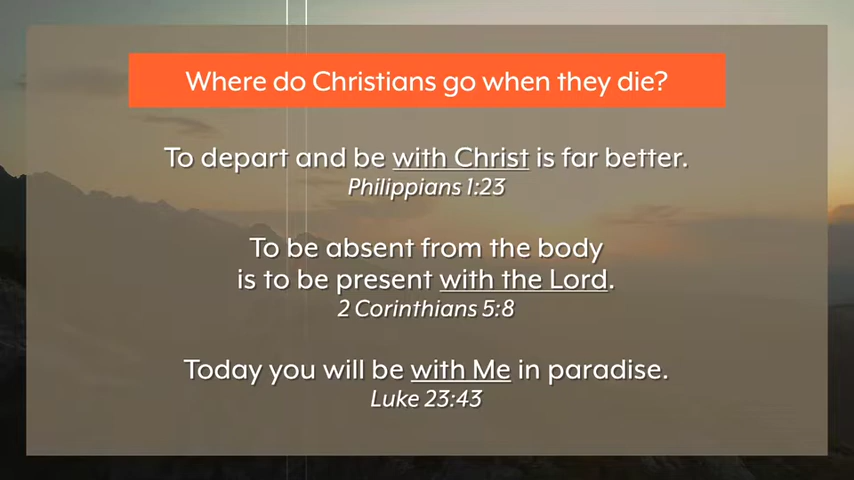 Where do Christians go when they die?
To depart and be with Christ is far better.
Philippians 1:23
To be absent from the body
is to be present with the Lord.
2 Corinthians 5:8
Today you will be with Me in paradise.
Luke 23:43